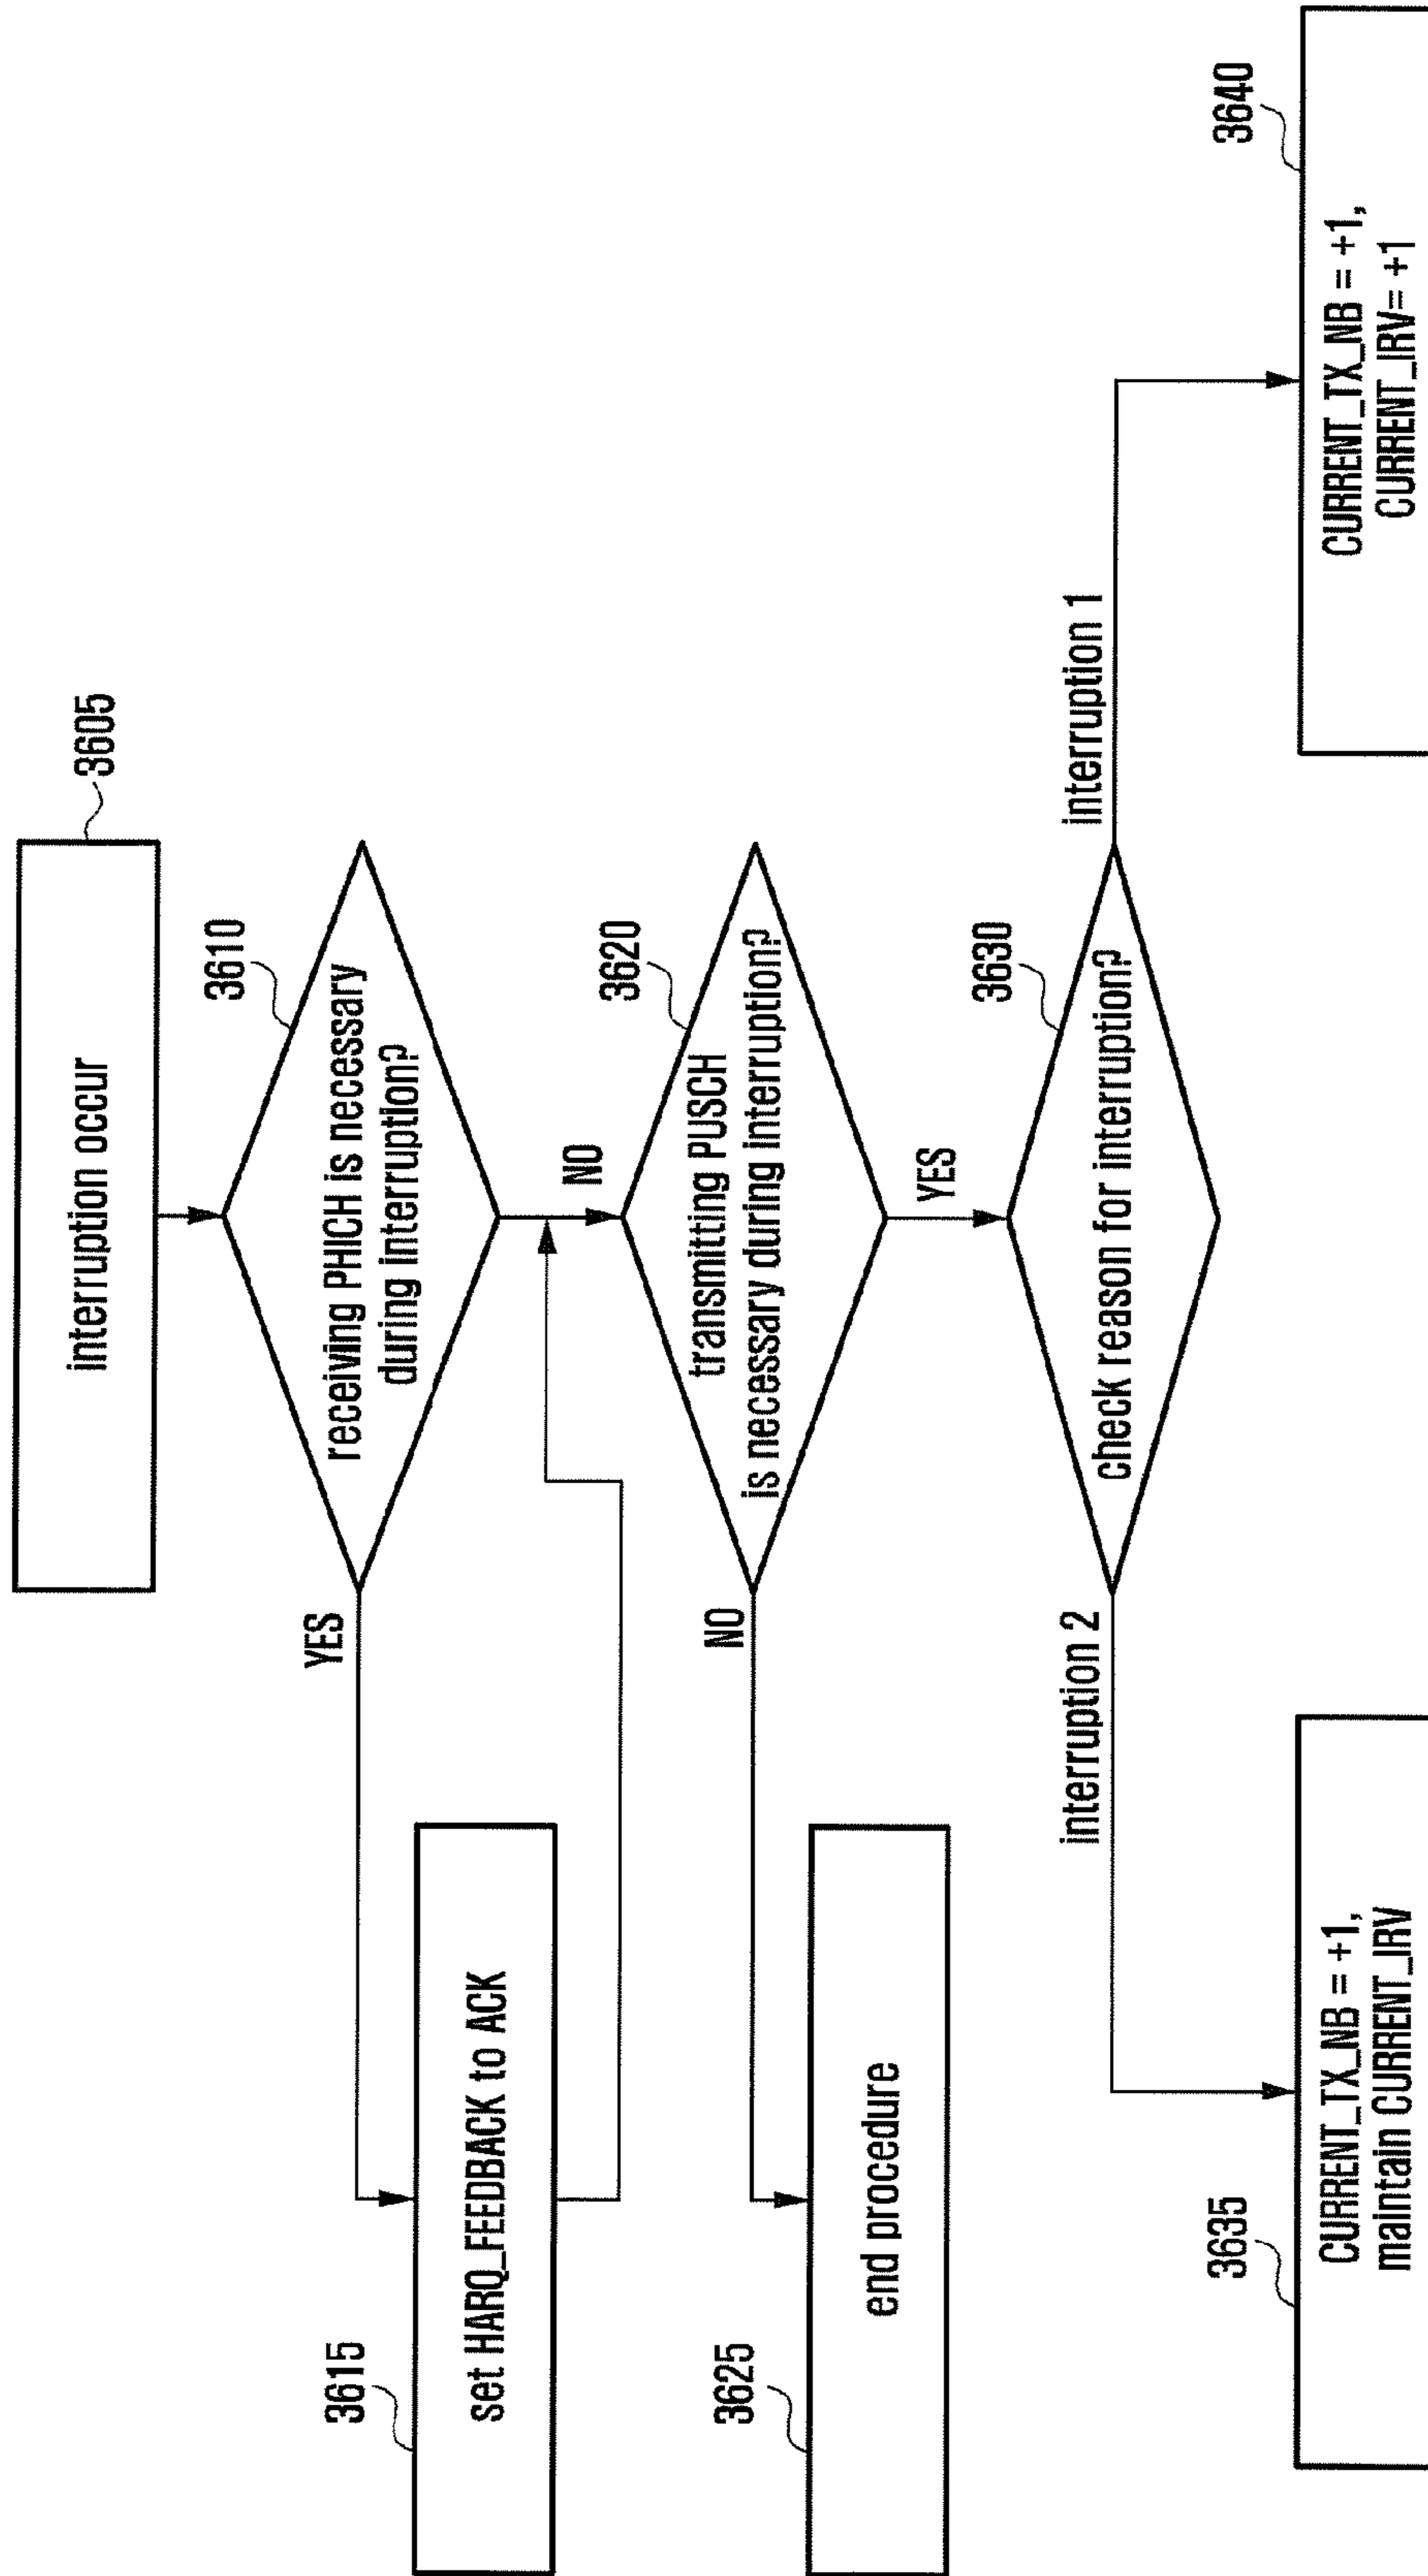 interruption occur
3605
3610
receiving PHICH is necessary
during interruption?
YES
NO
3615
set HARQ_FEEDBACK to ACK
3620
transmitting PUSCH
is necessary during interruption?
NO
YES
3625
end procedure
3630
check reason for interruption?
interruption 2
interruption 1
3635
CURRENT_TX_NB = +1,
maintain CURRENT_IRV
3640
CURRENT_TX_NB = +1,
CURRENT_IRV= +1